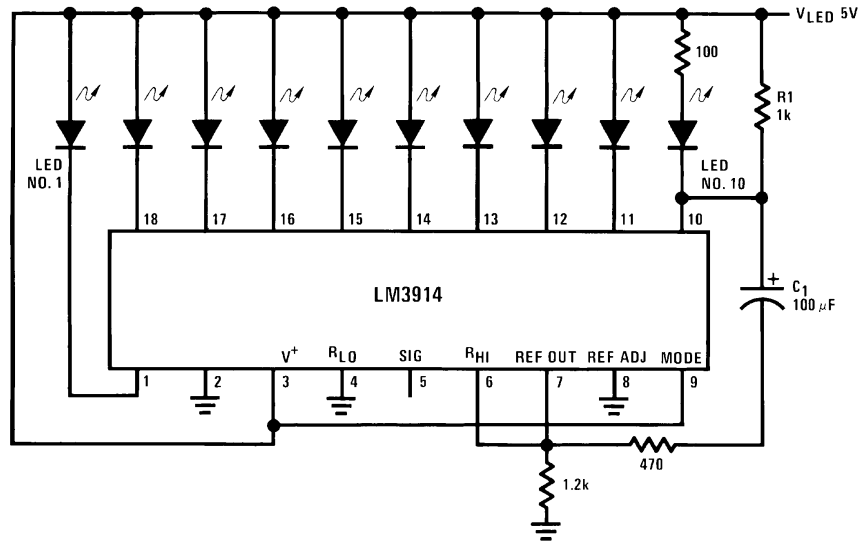 VLED 5V
100
R1
1k
LED
NO. 1
LED
NO. 10
18 17 16 15 14 13 12 11 10
LM3914
C1
100 μF
V+ RLO SIG RHI REF OUT REF ADJ MODE
1 2 3 4 5 6 7 8 9
470
1.2k